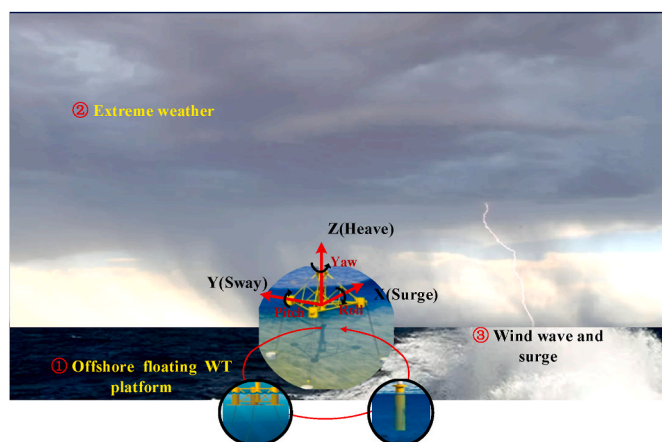 ② Extreme weather
Z(Heave)
Yaw
Y(Sway)
X(Surge)
Pitch
Roll
③ Wind wave and
surge
① Offshore floating WT
platform